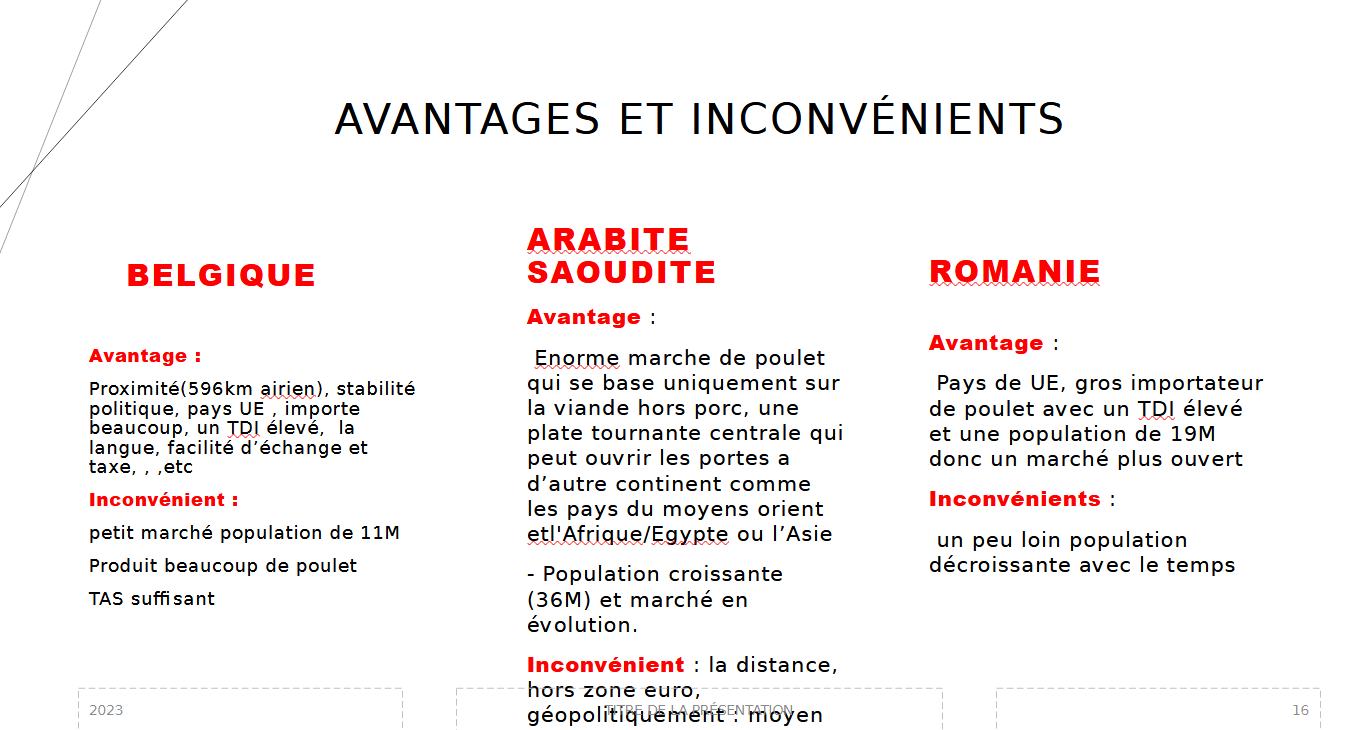 AVANTAGES ET INCONVÉNIENTS
BELGIQUE
Avantage :
Proximité(596km airien), stabilité
politique, pays UE , importe
beaucoup, un TDI élevé,  la
langue, facilité d’échange et
taxe, , ,etc
Inconvénient :
petit marché population de 11M
Produit beaucoup de poulet
TAS suffisant
ARABITE
SAOUDITE
Avantage :
Enorme marche de poulet
qui se base uniquement sur
la viande hors porc, une
plate tournante centrale qui
peut ouvrir les portes a
d’autre continent comme
les pays du moyens orient
etl'Afrique/Egypte ou l’Asie
- Population croissante
(36M) et marché en
évolution.
Inconvénient : la distance,
hors zone euro,
géopolitiquement : moyen
ROMANIE
Avantage :
Pays de UE, gros importateur
de poulet avec un TDI élevé
et une population de 19M
donc un marché plus ouvert
Inconvénients :
un peu loin population
décroissante avec le temps
2023
TITRE DE LA PRÉSENTATION
16